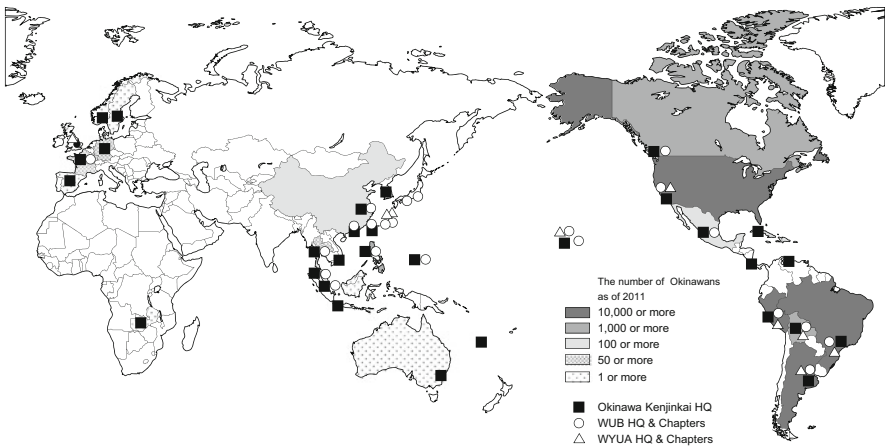 The number of Okinawans
as of 2011
10,000 or more
1,000 or more
100 or more
50 or more
1 or more
Okinawa Kenjinkai HQ
WUB HQ & Chapters
WYUA HQ & Chapters